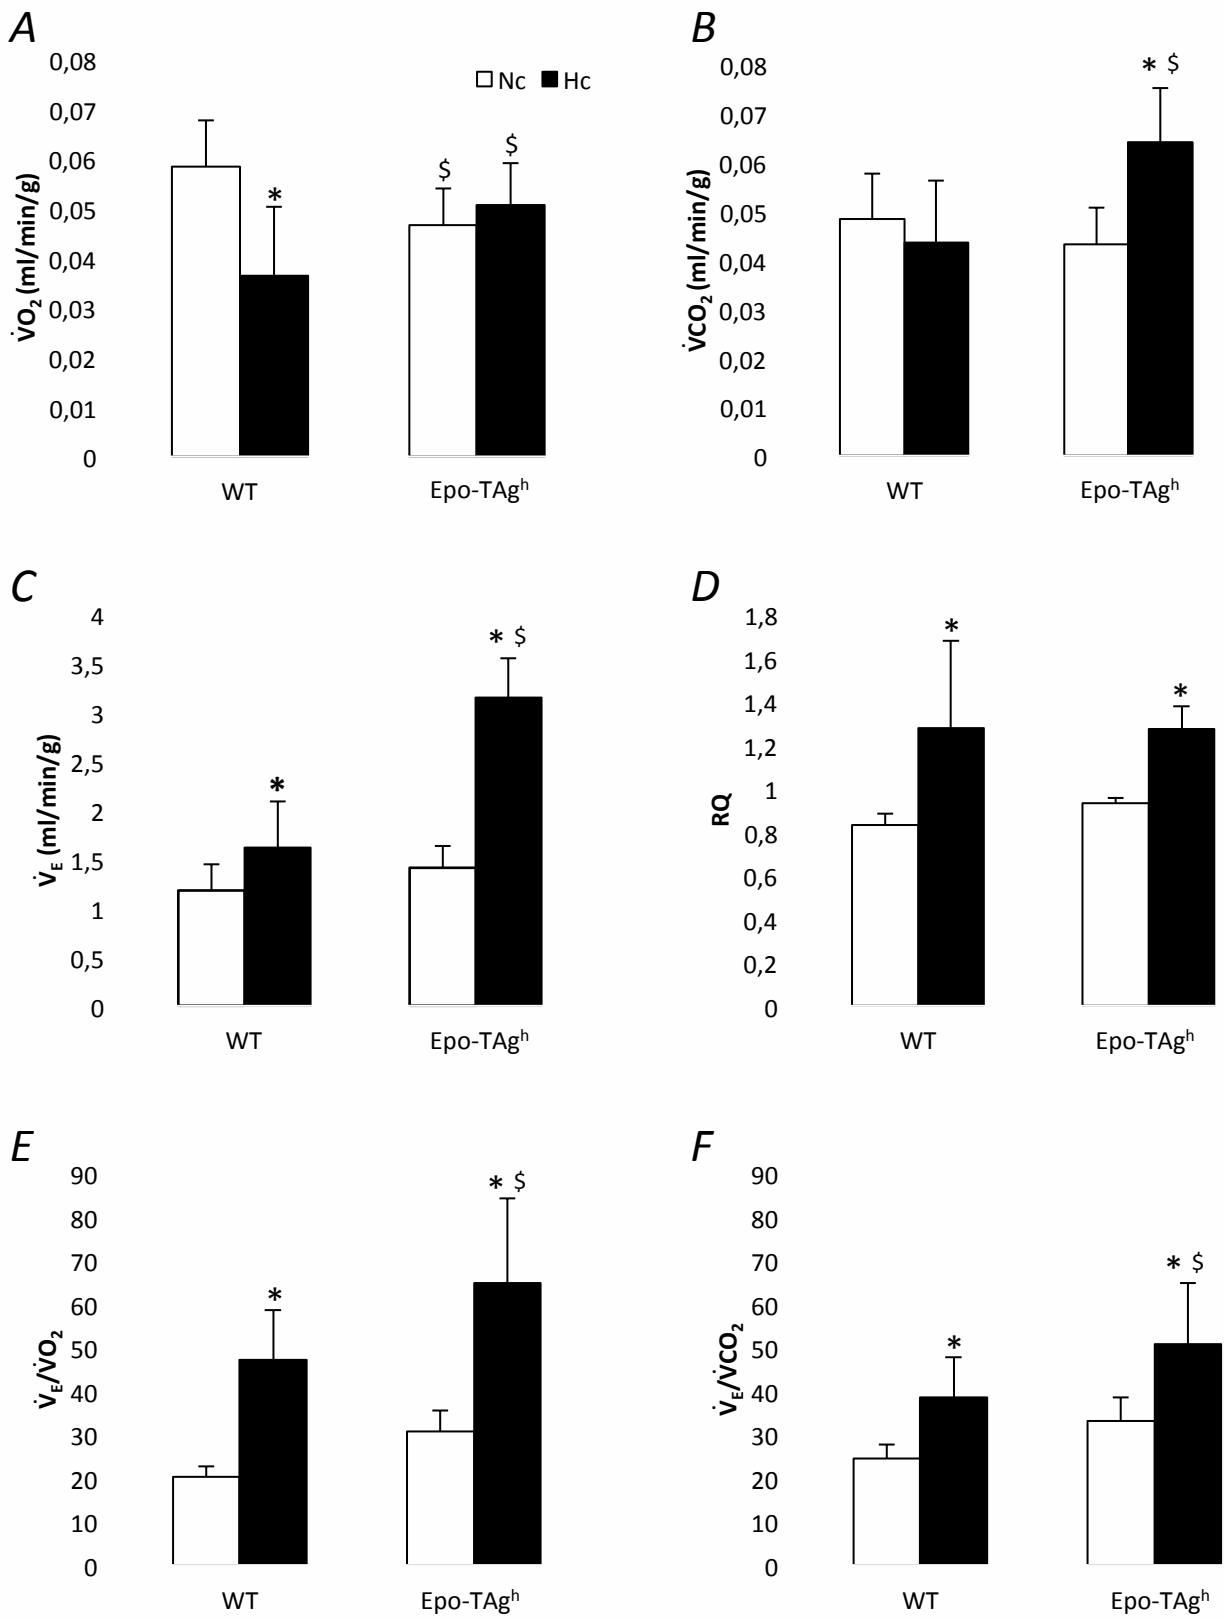 A
0,08
0,07
0,06
0,05
0,04
0,03
0,02
0,01
0
V̇O₂ (ml/min/g)
Nc Hc
*
$
$
WT
Epo-TAgʰ
B
0,08
0,07
0,06
0,05
0,04
0,03
0,02
0,01
0
V̇CO₂ (ml/min/g)
* $
WT
Epo-TAgʰ
C
4
3,5
3
2,5
2
1,5
1
0,5
0
V̇E (ml/min/g)
*
* $
WT
Epo-TAgʰ
D
1,8
1,6
1,4
1,2
1
0,8
0,6
0,4
0,2
0
RQ
*
*
WT
Epo-TAgʰ
E
90
80
70
60
50
40
30
20
10
0
V̇E/V̇O₂
*
* $
WT
Epo-TAgʰ
F
90
80
70
60
50
40
30
20
10
0
V̇E/V̇CO₂
*
* $
WT
Epo-TAgʰ